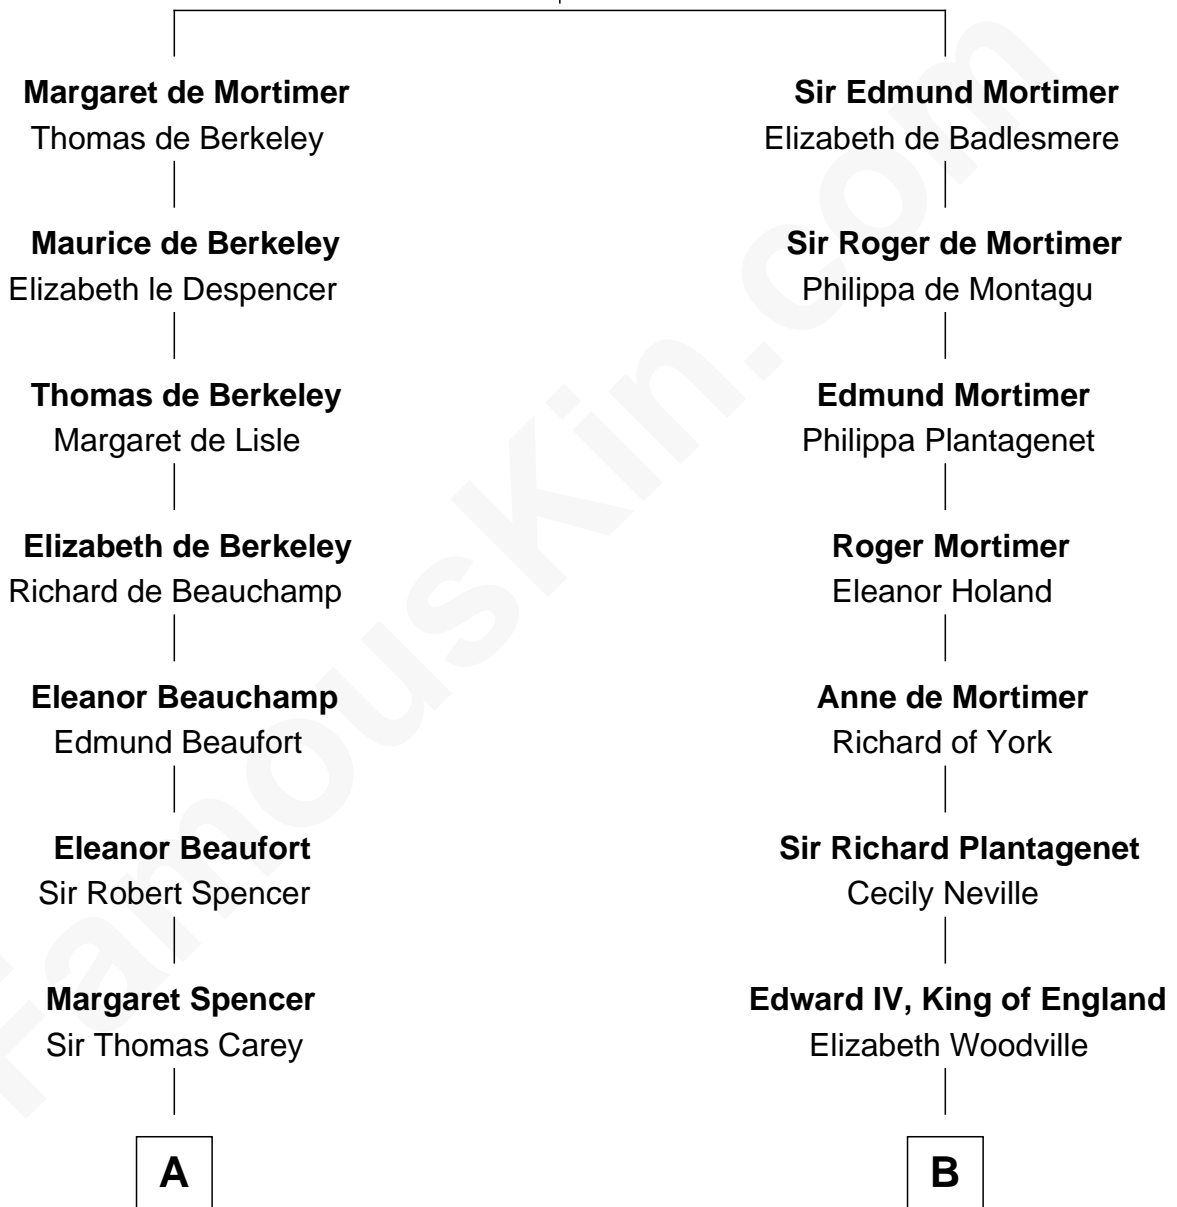 Margaret de Mortimer
Thomas de Berkeley
Maurice de Berkeley
Elizabeth le Despencer
Thomas de Berkeley
Margaret de Lisle
Elizabeth de Berkeley
Richard de Beauchamp
Eleanor Beauchamp
Edmund Beaufort
Eleanor Beaufort
Sir Robert Spencer
Margaret Spencer
Sir Thomas Carey
A
Sir Edmund Mortimer
Elizabeth de Badlesmere
Sir Roger de Mortimer
Philippa de Montagu
Edmund Mortimer
Philippa Plantagenet
Roger Mortimer
Eleanor Holand
Anne de Mortimer
Richard of York
Sir Richard Plantagenet
Cecily Neville
Edward IV, King of England
Elizabeth Woodville
B
FamousKin.com